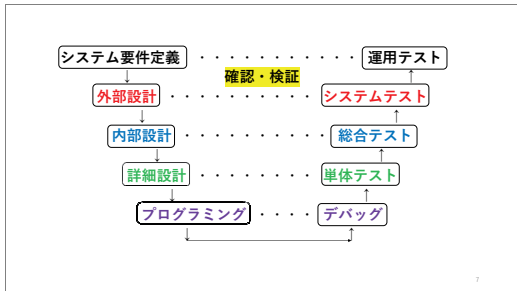 システム要件定義 ・・・・・・・・・・・ 運用テスト
確認・検証
外部設計 ・・・・・・・・・・ システムテスト
内部設計 ・・・・・・・・・・ 総合テスト
詳細設計 ・・・・・・・・ 単体テスト
プログラミング ・・・・ デバッグ
7